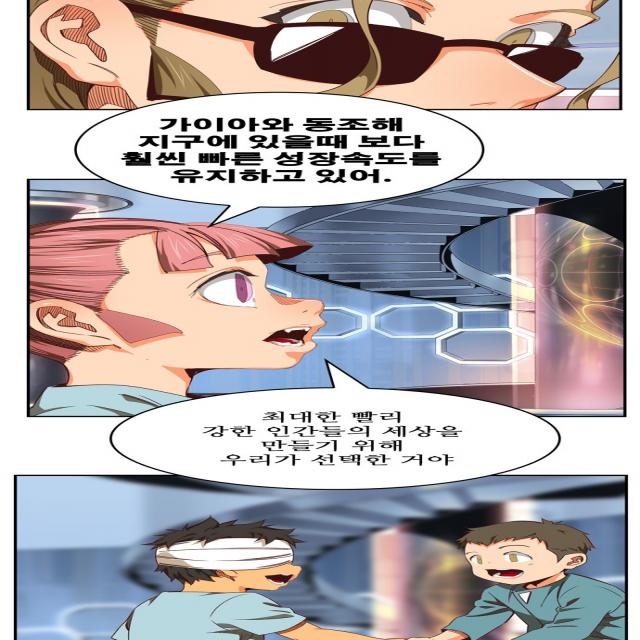 가이아와 동조해
지구에 있을때 보다
훨씬 빠른 성장속도를
유지하고 있어.
최대한 빨리
강한 인간들의 세상을
만들기 위해
우리가 선택한 거야